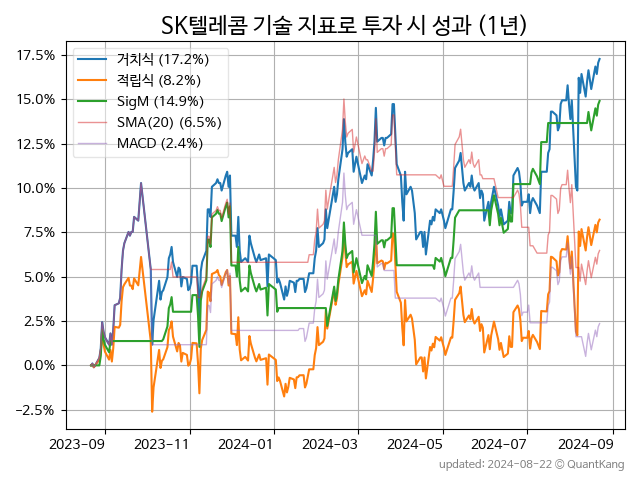 SK텔레콤 기술 지표로 투자 시 성과 (1년)
17.5%
15.0%
12.5%
10.0%
7.5%
5.0%
2.5%
0.0%
−2.5%
거치식 (17.2%)
적립식 (8.2%)
SigM (14.9%)
SMA(20) (6.5%)
MACD (2.4%)
2023-09 2023-11 2024-01 2024-03 2024-05 2024-07 2024-09
updated: 2024-08-22 © QuantKang